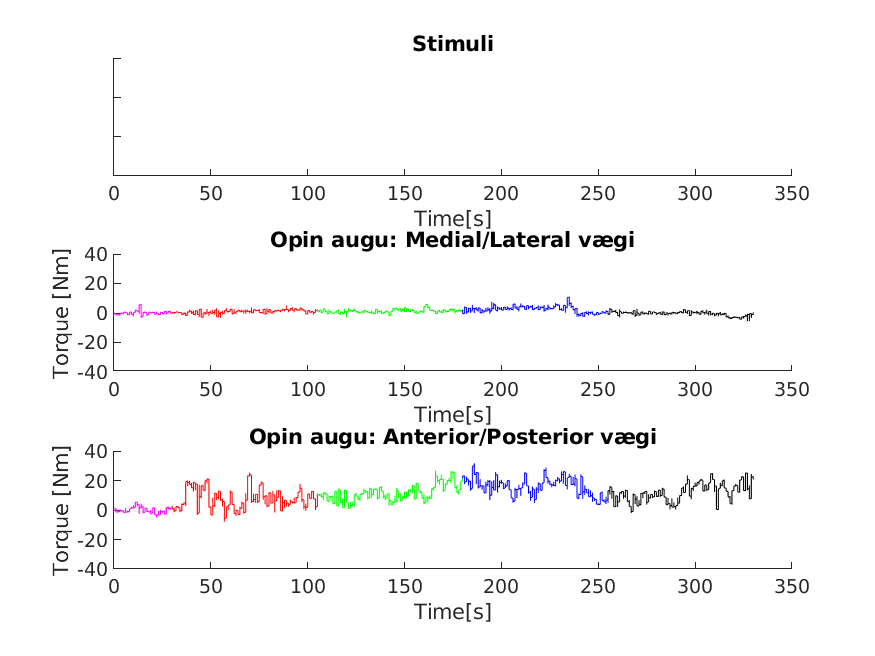 Stimuli
0 50 100 150 200 250 300 350
Time[s]
Opin augu: Medial/Lateral vægi
Torque [Nm]
40
20
0
-20
-40
0 50 100 150 200 250 300 350
Time[s]
Opin augu: Anterior/Posterior vægi
Torque [Nm]
40
20
0
-20
-40
0 50 100 150 200 250 300 350
Time[s]